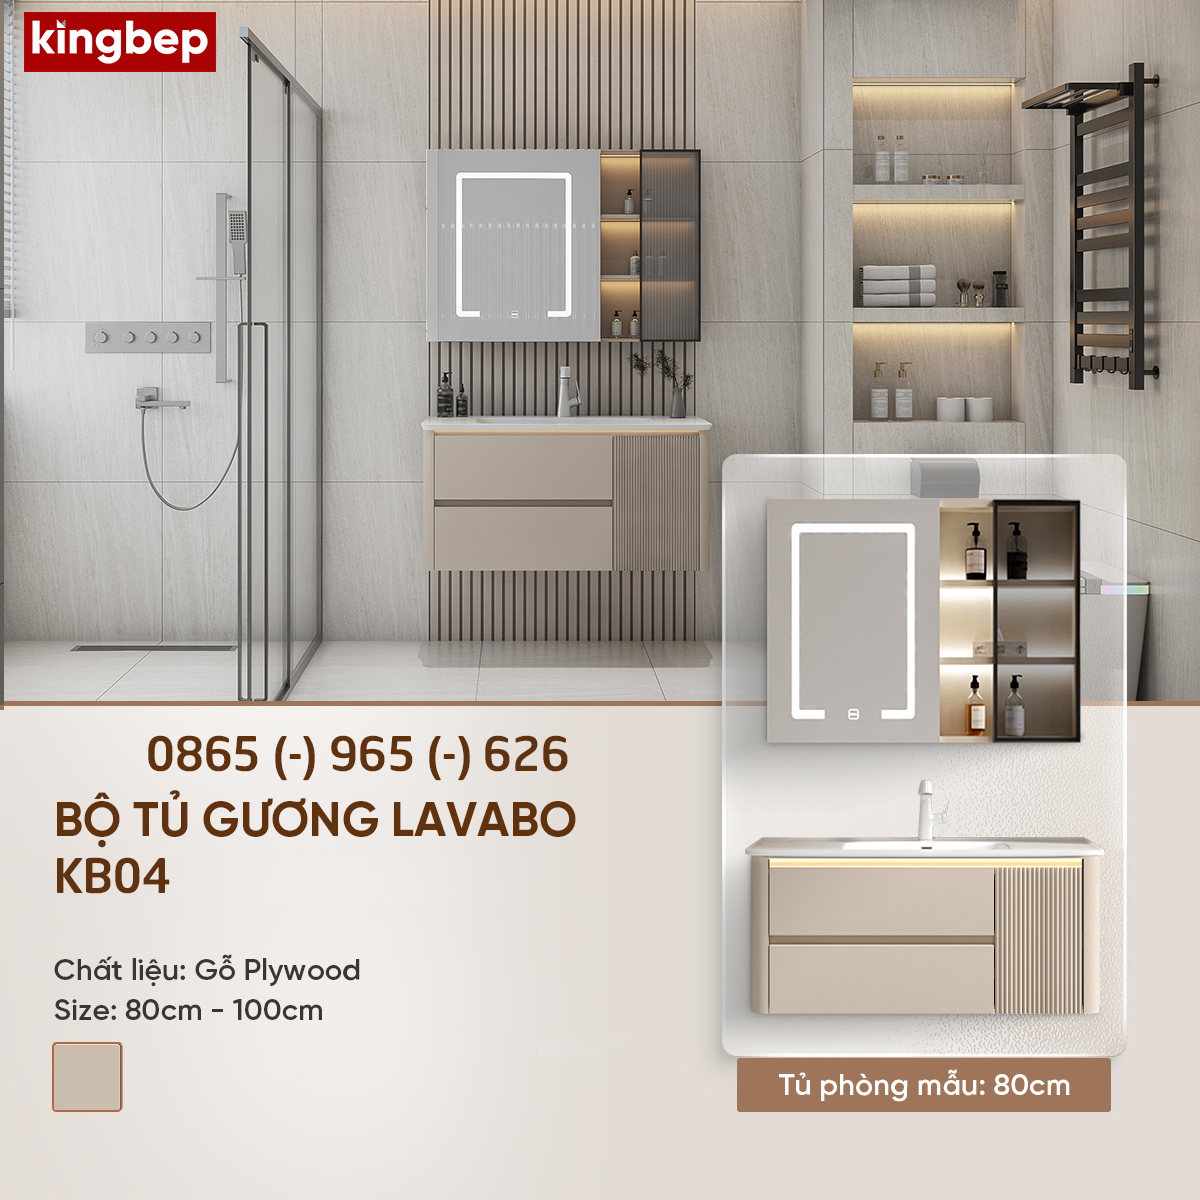 kingbep
0865 (-) 965 (-) 626
BỘ TỦ GƯƠNG LAVABO
KB04
Chất liệu: Gỗ Plywood
Size: 80cm - 100cm
Tủ phòng mẫu: 80cm